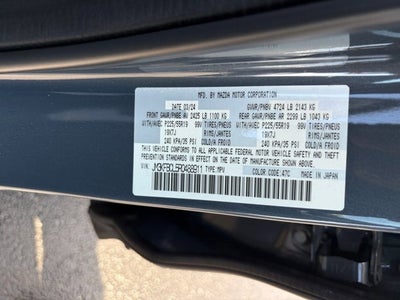 MFD. BY MAZDA MOTOR CORPORATION
DATE 03/24 GVWR/PNBV 4724 LB 2143 KG
FRONT GAWR/PNBE AV 2425 LB 1100 KG REAR GAWR/PNBE AR 2299 LB 1043 KG
WITH/AVEC P225/55R19 99V TIRES/PNEUS WITH/AVEC P225/55R19 99V TIRES/PNEUS
19X7J RIMS/JANTES 19X7J RIMS/JANTES
240 KPA/35 PSI COLD/A FROID 240 KPA/35 PSI COLD/A FROID
THIS VEHICLE CONFORMS TO ALL APPLICABLE
FEDERAL MOTOR VEHICLE SAFETY
STANDARDS IN EFFECT ON THE DATE OF MANUFACTURE SHOWN ABOVE.
VIN: TYPE:MPV
COLOR CODE:47C MADE IN JAPAN